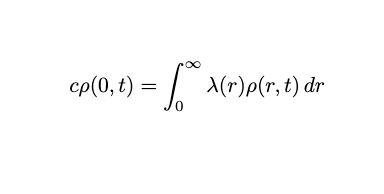 cρ(0, t) = ∫₀^∞ λ(r)ρ(r, t) dr